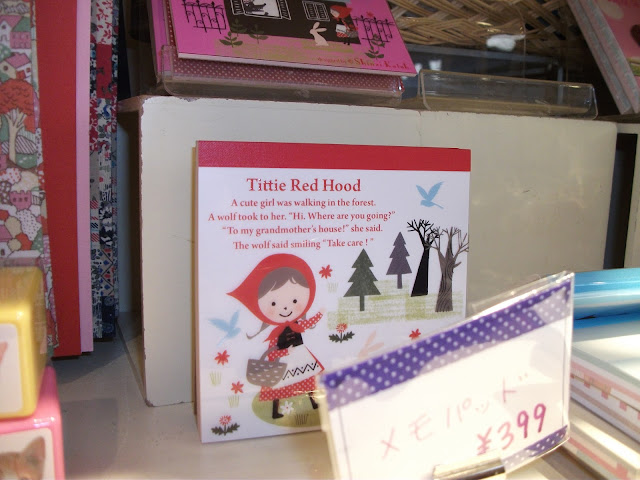 Tittie Red Hood
A cute girl was walking in the forest.
A wolf took to her. "Hi. Where are you going?"
"To my grandmother's house!" she said.
The wolf said smiling "Take care ! "
メモパッド
¥399